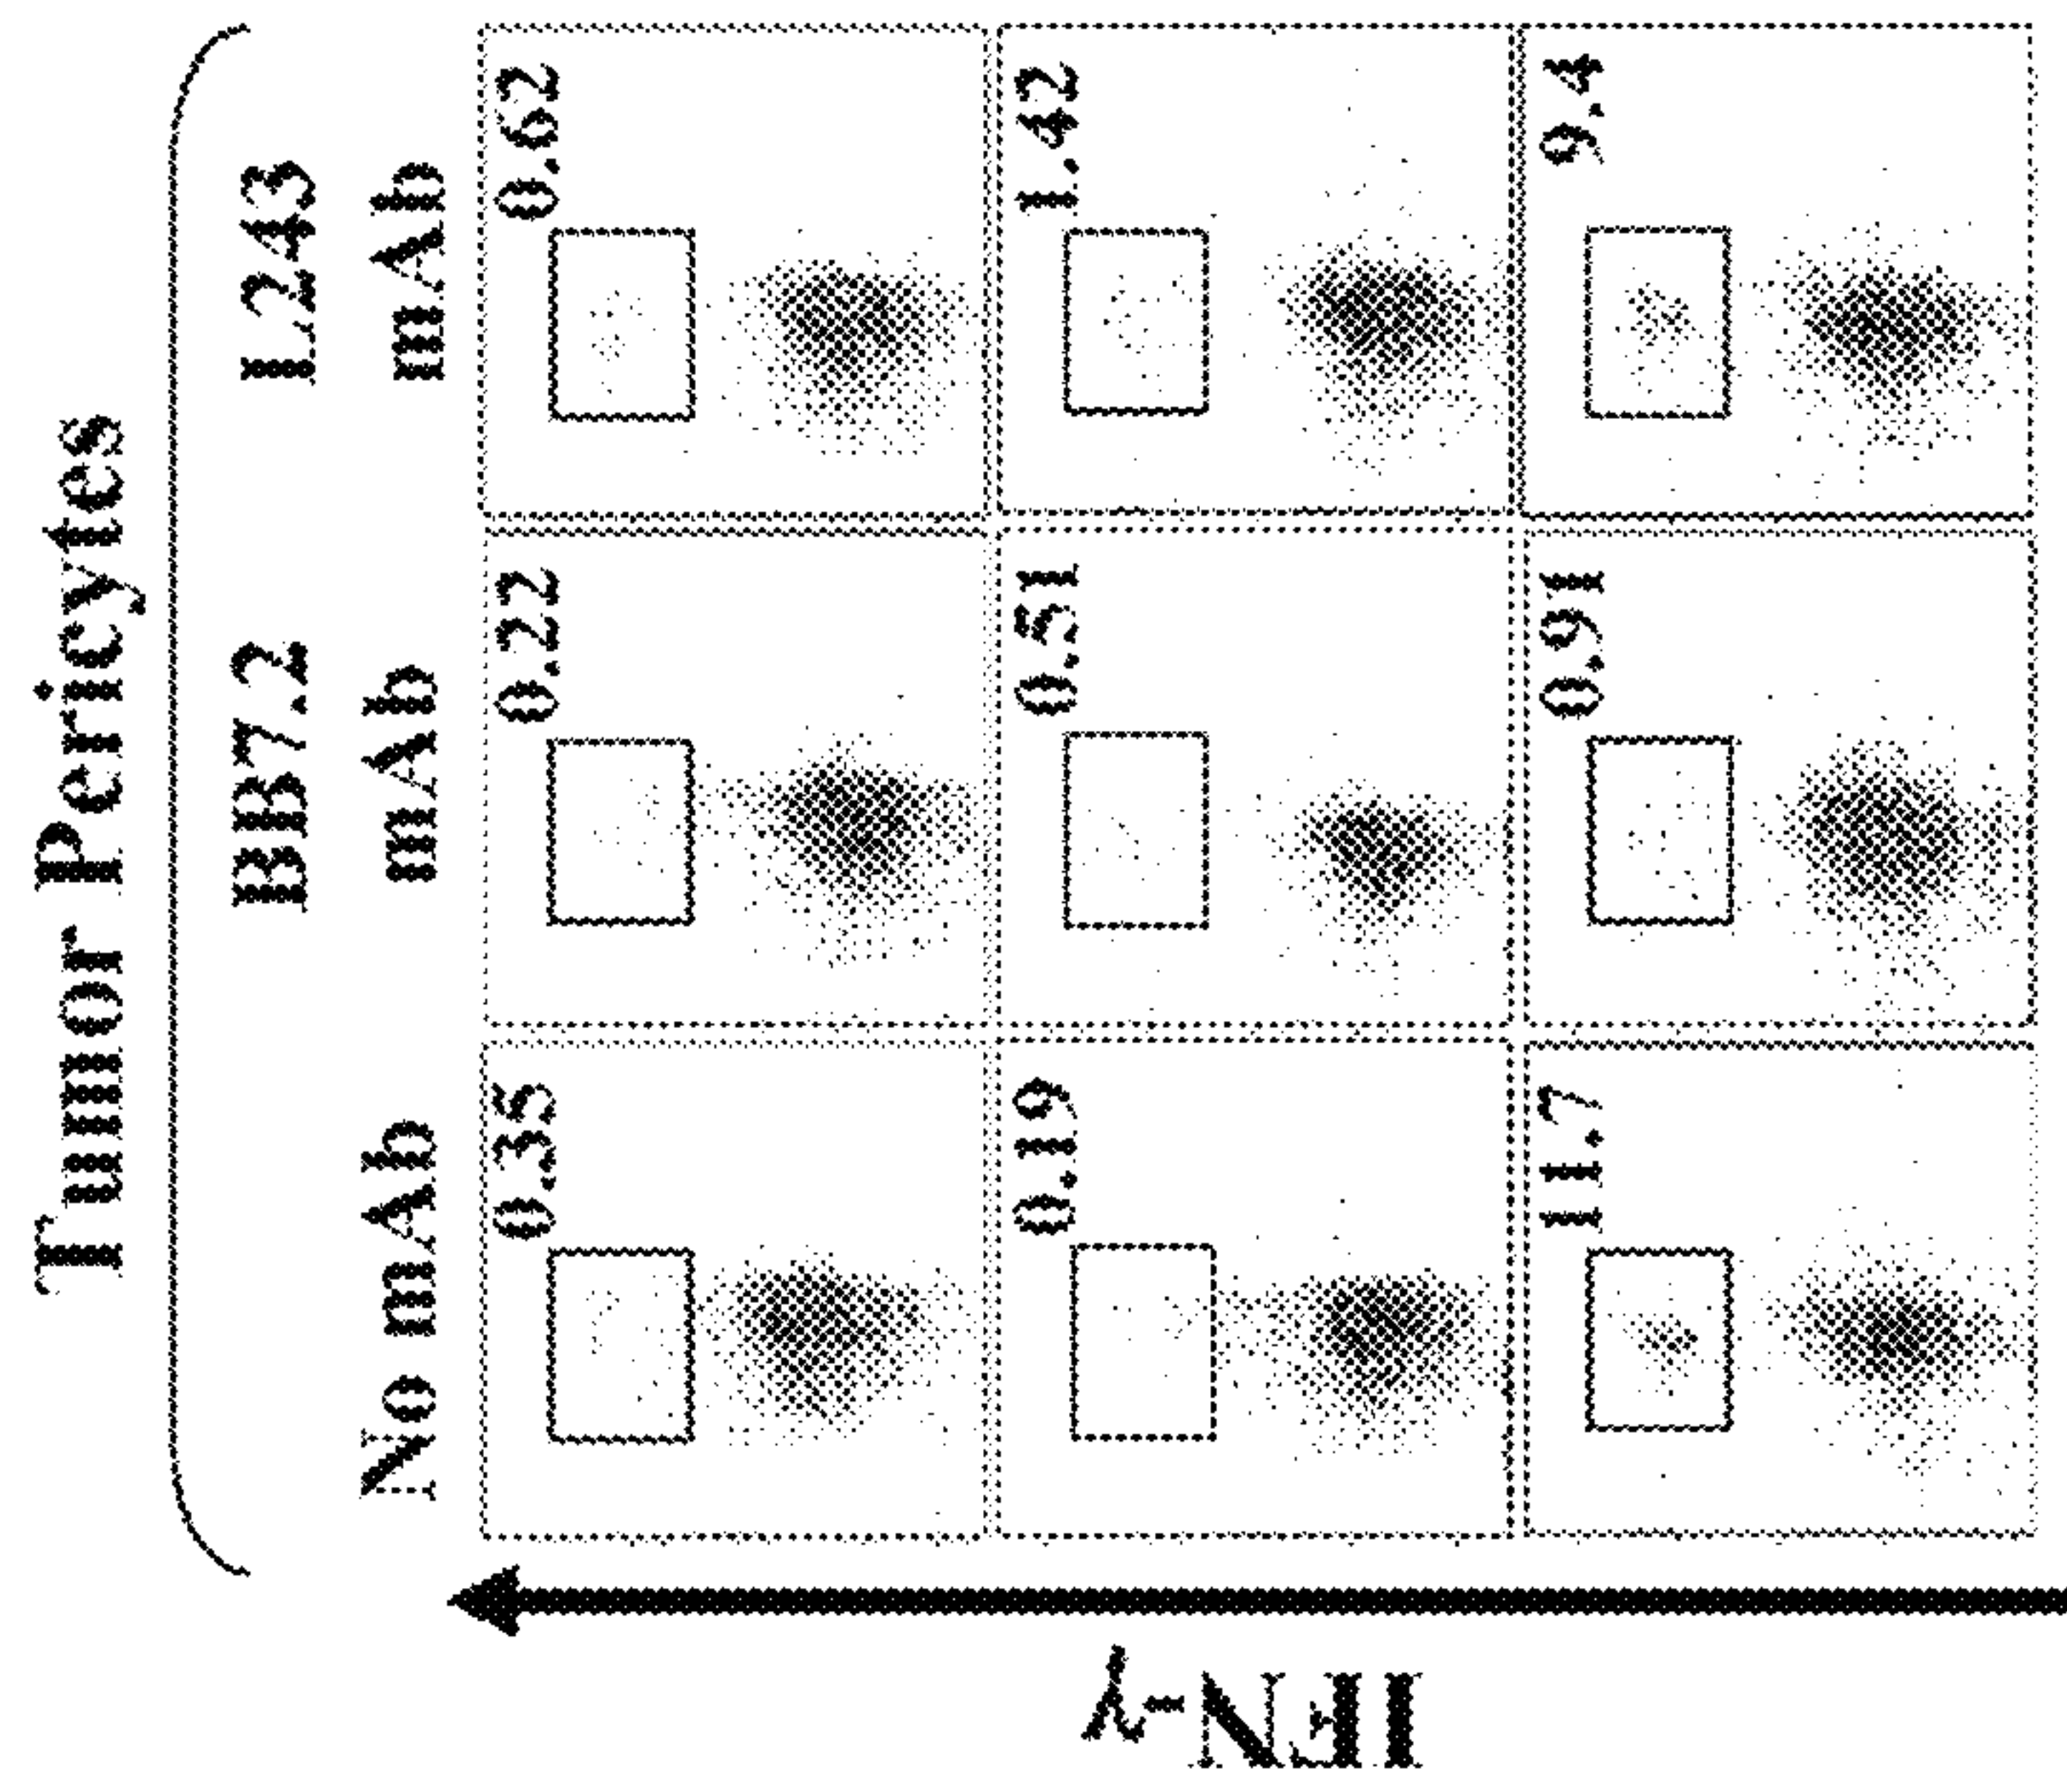 Tumor Pericytes
No mAb
BB7.2
mAb
L243
mAb
0.35
0.22
0.62
0.19
0.51
1.42
11.7
0.91
9.4
IFN-γ